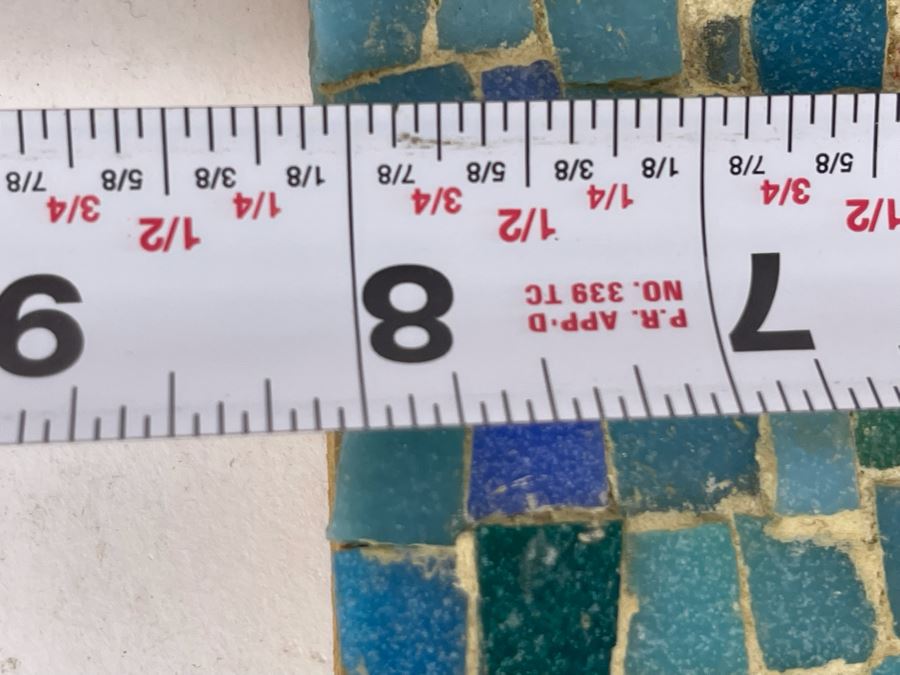 7 P.R. APP'D 8 9
NO. 339 TC
1/2 3/4 1/4 1/2 3/4 1/4 1/2 3/4
5/8 7/8 1/8 3/8 5/8 7/8 1/8 3/8 5/8 7/8